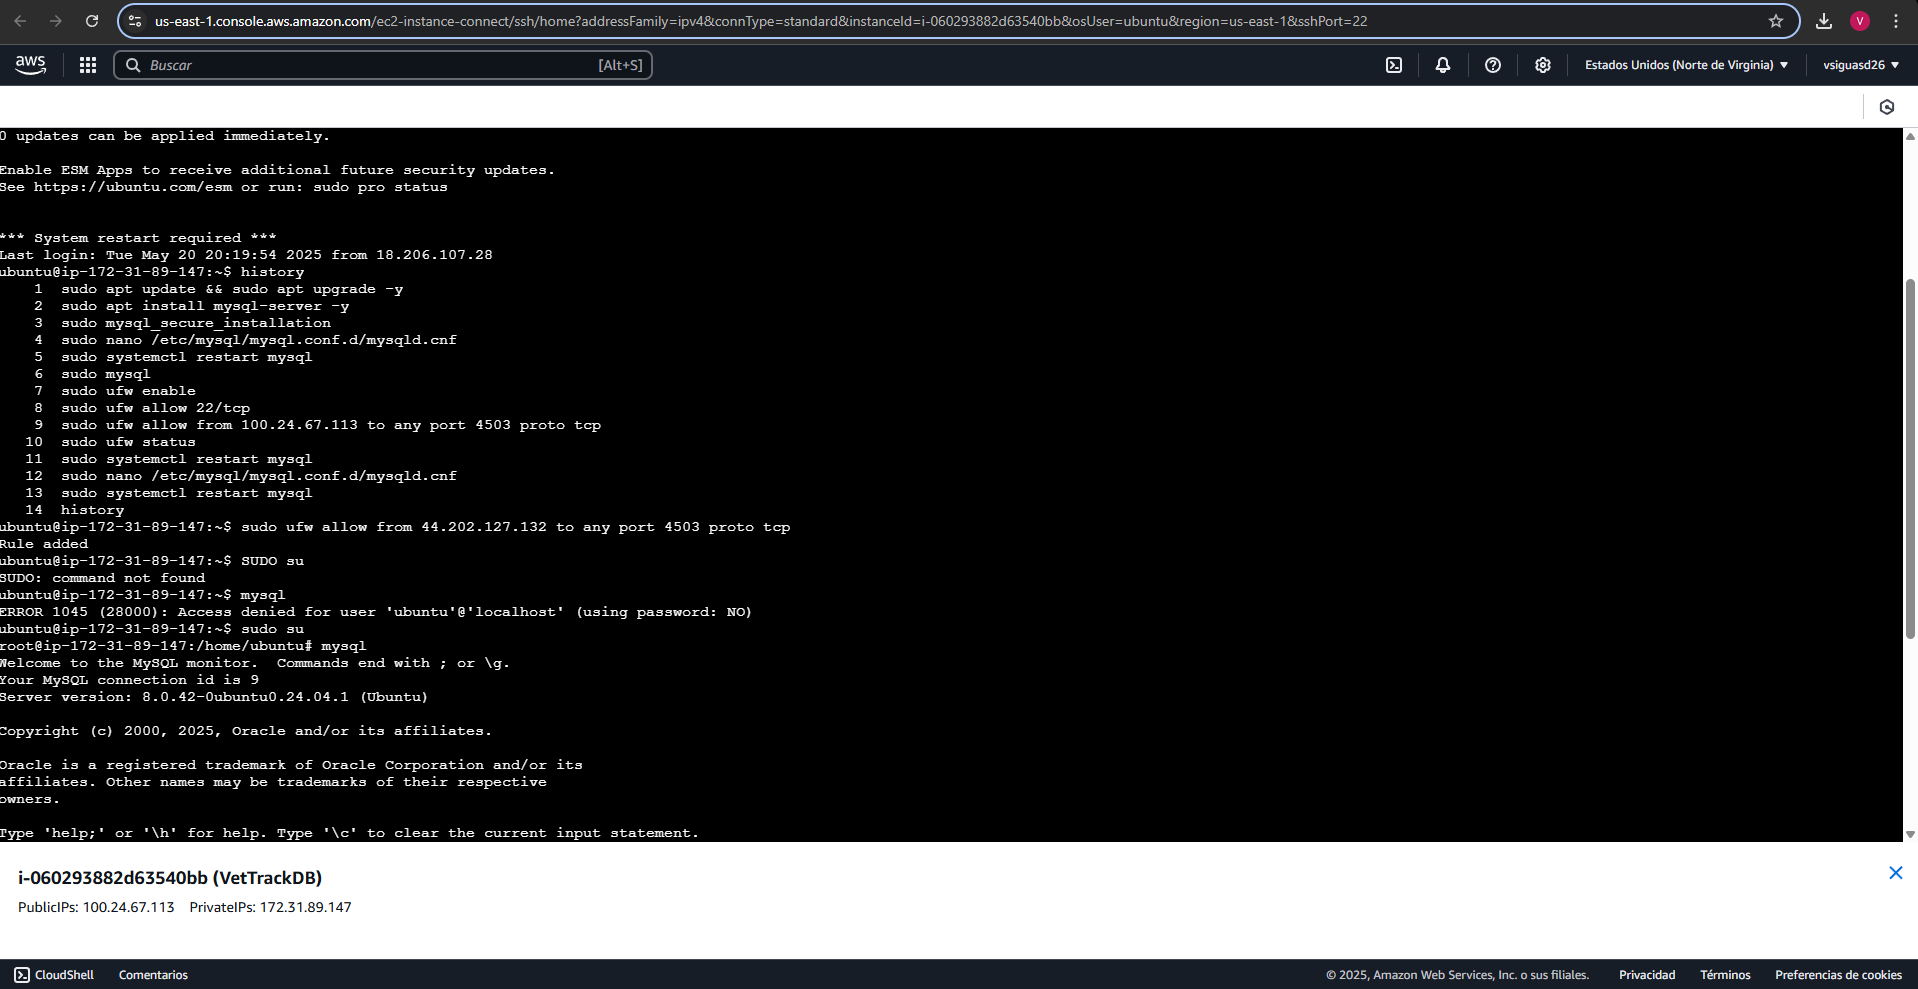 us-east-1.console.aws.amazon.com/ec2-instance-connect/ssh/home?addressFamily=ipv4&connType=standard&instanceId=i-060293882d63540bb&osUser=ubuntu&region=us-east-1&sshPort=22
V
aws
Buscar
[Alt+S]
Estados Unidos (Norte de Virginia)
vsiguasd26
0 updates can be applied immediately.
Enable ESM Apps to receive additional future security updates.
See https://ubuntu.com/esm or run: sudo pro status
*** System restart required ***
Last login: Tue May 20 20:19:54 2025 from 18.206.107.28
ubuntu@ip-172-31-89-147:~$ history
1 sudo apt update && sudo apt upgrade -y
2 sudo apt install mysql-server -y
3 sudo mysql_secure_installation
4 sudo nano /etc/mysql/mysql.conf.d/mysqld.cnf
5 sudo systemctl restart mysql
6 sudo mysql
7 sudo ufw enable
8 sudo ufw allow 22/tcp
9 sudo ufw allow from 100.24.67.113 to any port 4503 proto tcp
10 sudo ufw status
11 sudo systemctl restart mysql
12 sudo nano /etc/mysql/mysql.conf.d/mysqld.cnf
13 sudo systemctl restart mysql
14 history
ubuntu@ip-172-31-89-147:~$ sudo ufw allow from 44.202.127.132 to any port 4503 proto tcp
Rule added
ubuntu@ip-172-31-89-147:~$ SUDO su
SUDO: command not found
ubuntu@ip-172-31-89-147:~$ mysql
ERROR 1045 (28000): Access denied for user 'ubuntu'@'localhost' (using password: NO)
ubuntu@ip-172-31-89-147:~$ sudo su
root@ip-172-31-89-147:/home/ubuntu# mysql
Welcome to the MySQL monitor.  Commands end with ; or \g.
Your MySQL connection id is 9
Server version: 8.0.42-0ubuntu0.24.04.1 (Ubuntu)
Copyright (c) 2000, 2025, Oracle and/or its affiliates.
Oracle is a registered trademark of Oracle Corporation and/or its
affiliates. Other names may be trademarks of their respective
owners.
Type 'help;' or '\h' for help. Type '\c' to clear the current input statement.
i-060293882d63540bb (VetTrackDB)
PublicIPs: 100.24.67.113 PrivateIPs: 172.31.89.147
CloudShell
Comentarios
© 2025, Amazon Web Services, Inc. o sus filiales.
Privacidad
Términos
Preferencias de cookies